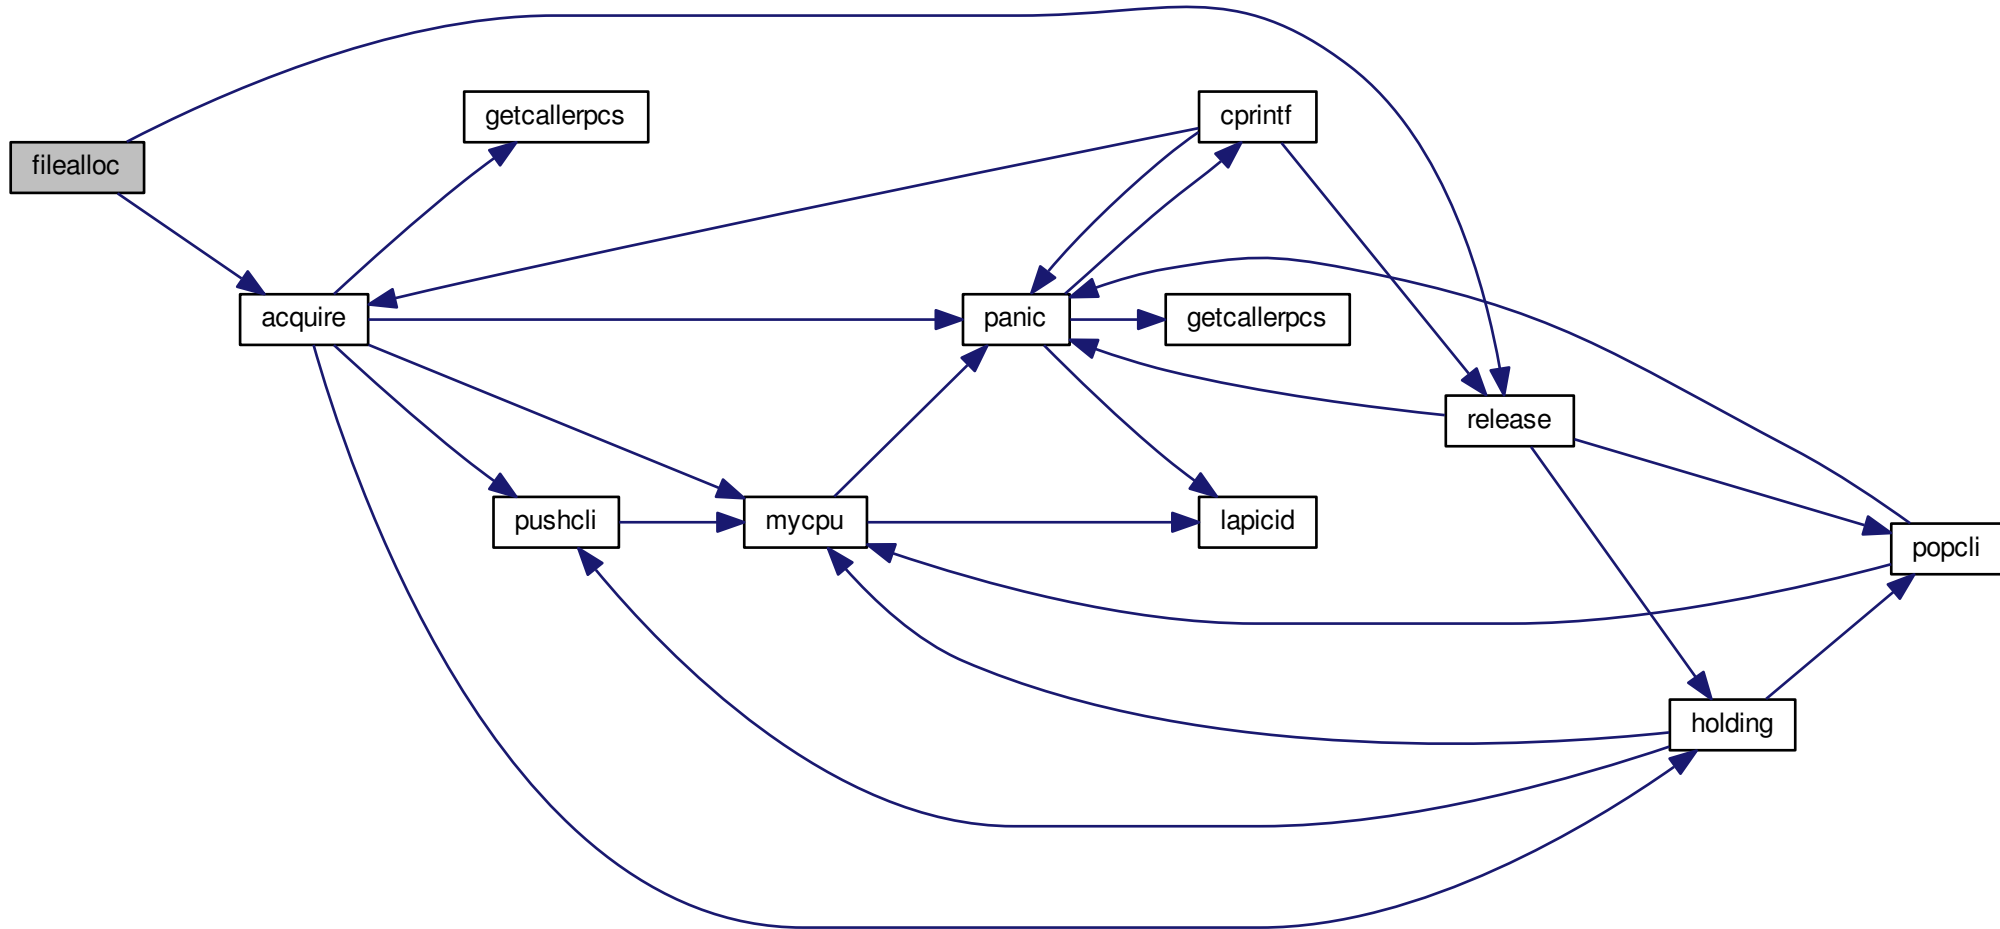 getcallerpcs
cprintf
filealloc
acquire
panic
getcallerpcs
release
pushcli
mycpu
lapicid
popcli
holding